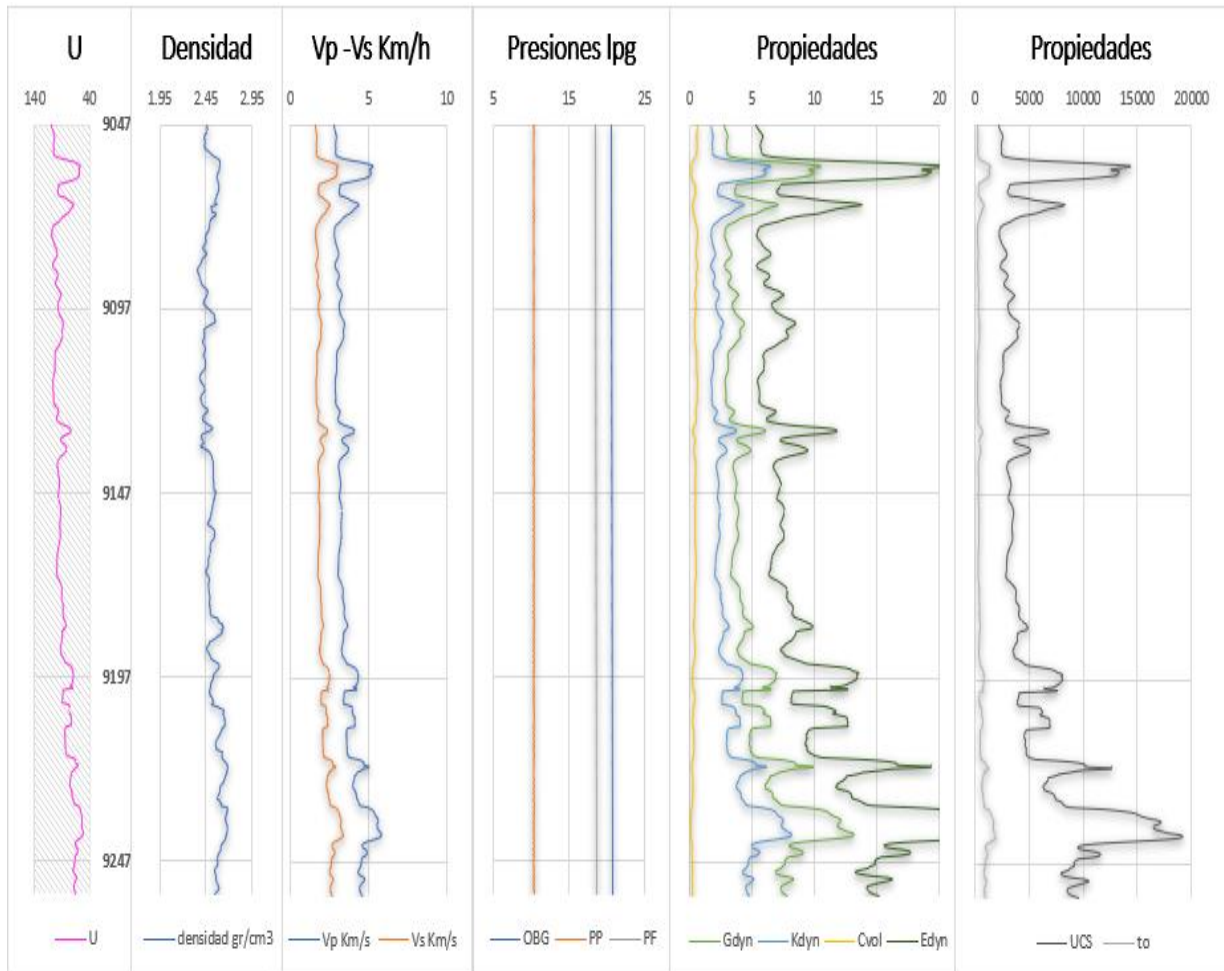 U Densidad Vp -Vs Km/h Presiones lpg Propiedades Propiedades
140 40 1.95 2.45 2.95 0 5 10 5 15 25 0 5 10 15 20 0 5000 10000 15000 20000
9047
9097
9147
9197
9247
U densidad gr/cm3 Vp Km/s Vs Km/s OBG PP PF Gdyn Kdyn Cvol Edyn UCS to